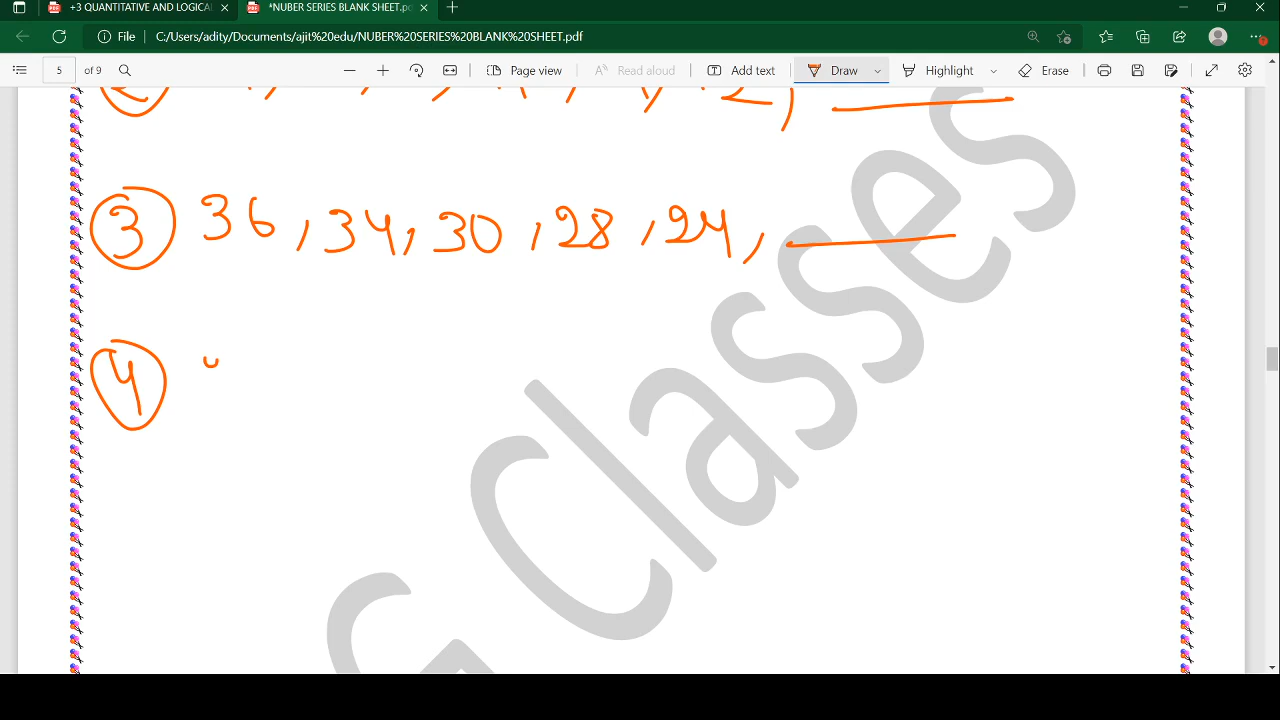 +3 QUANTITATIVE AND LOGICAL
*NUBER SERIES BLANK SHEET.pd
File C:/Users/adity/Documents/ajit%20edu/NUBER%20SERIES%20BLANK%20SHEET.pdf
5 of 9 Page view Read aloud Add text Draw Highlight Erase
3 36, 34, 30, 28, 24, ____
4
G Classes